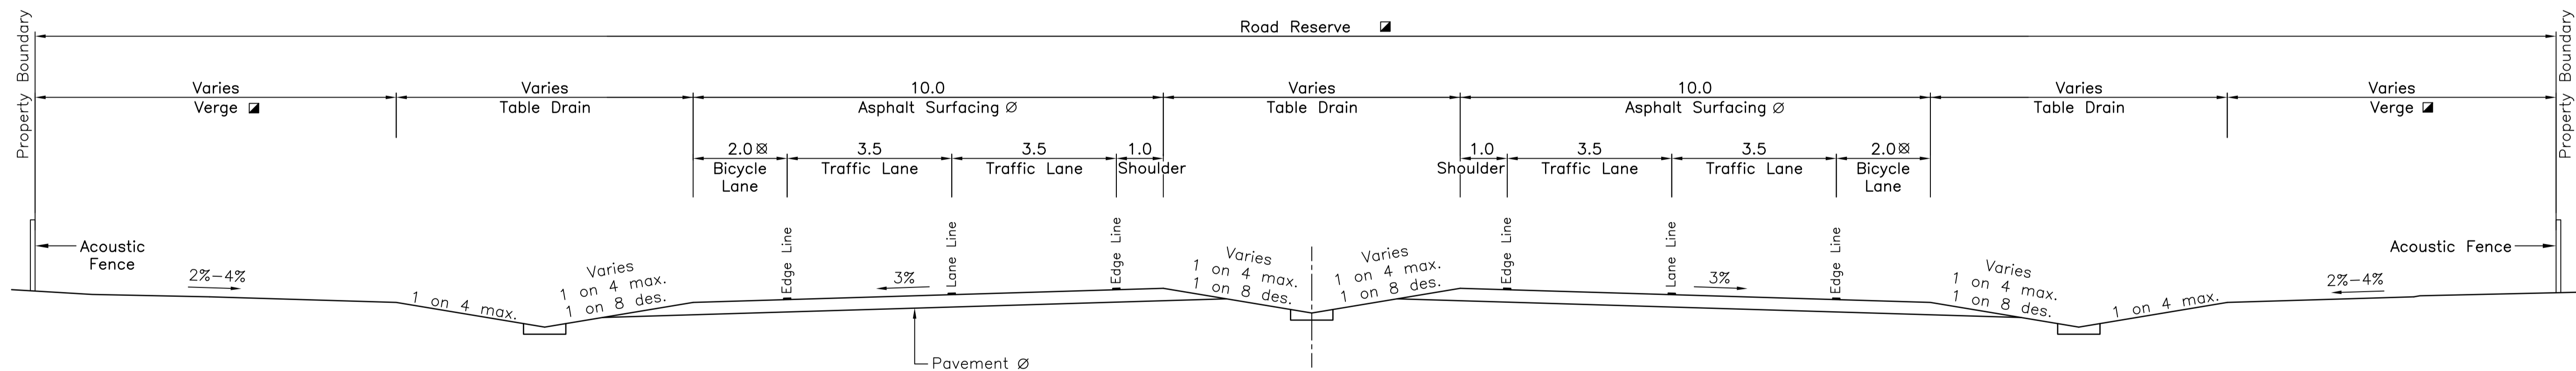 Road Reserve
Property Boundary
Property Boundary
Varies
Verge
Varies
Table Drain
10.0
Asphalt Surfacing Ø
Varies
Table Drain
10.0
Asphalt Surfacing Ø
Varies
Table Drain
Varies
Verge
2.0
Bicycle
Lane
3.5
Traffic Lane
3.5
Traffic Lane
1.0
Shoulder
1.0
Shoulder
3.5
Traffic Lane
3.5
Traffic Lane
2.0
Bicycle
Lane
Edge Line
Lane Line
Edge Line
Edge Line
Lane Line
Edge Line
Acoustic
Fence
2%-4%
1 on 4 max.
Varies
1 on 4 max.
1 on 8 des.
3%
Varies
1 on 4 max.
1 on 8 des.
Varies
1 on 4 max.
1 on 8 des.
3%
Varies
1 on 4 max.
1 on 8 des.
1 on 4 max.
2%-4%
Acoustic Fence
Pavement Ø